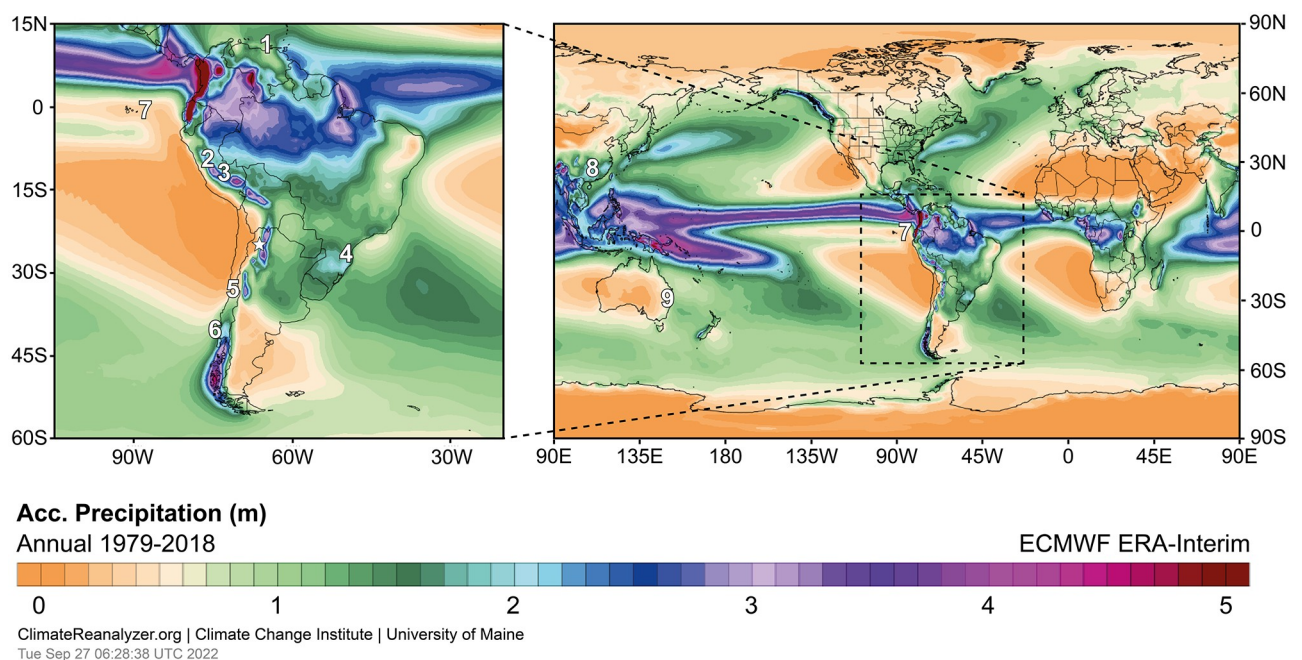 15N
0
15S
30S
45S
60S
90W
60W
30W
1
2
3
4
5
6
7
90N
60N
30N
0
30S
60S
90S
90E
135E
180
135W
90W
45W
0
45E
90E
7
8
9
Acc. Precipitation (m)
Annual 1979-2018
ECMWF ERA-Interim
0 1 2 3 4 5
ClimateReanalyzer.org | Climate Change Institute | University of Maine
Tue Sep 27 06:28:38 UTC 2022